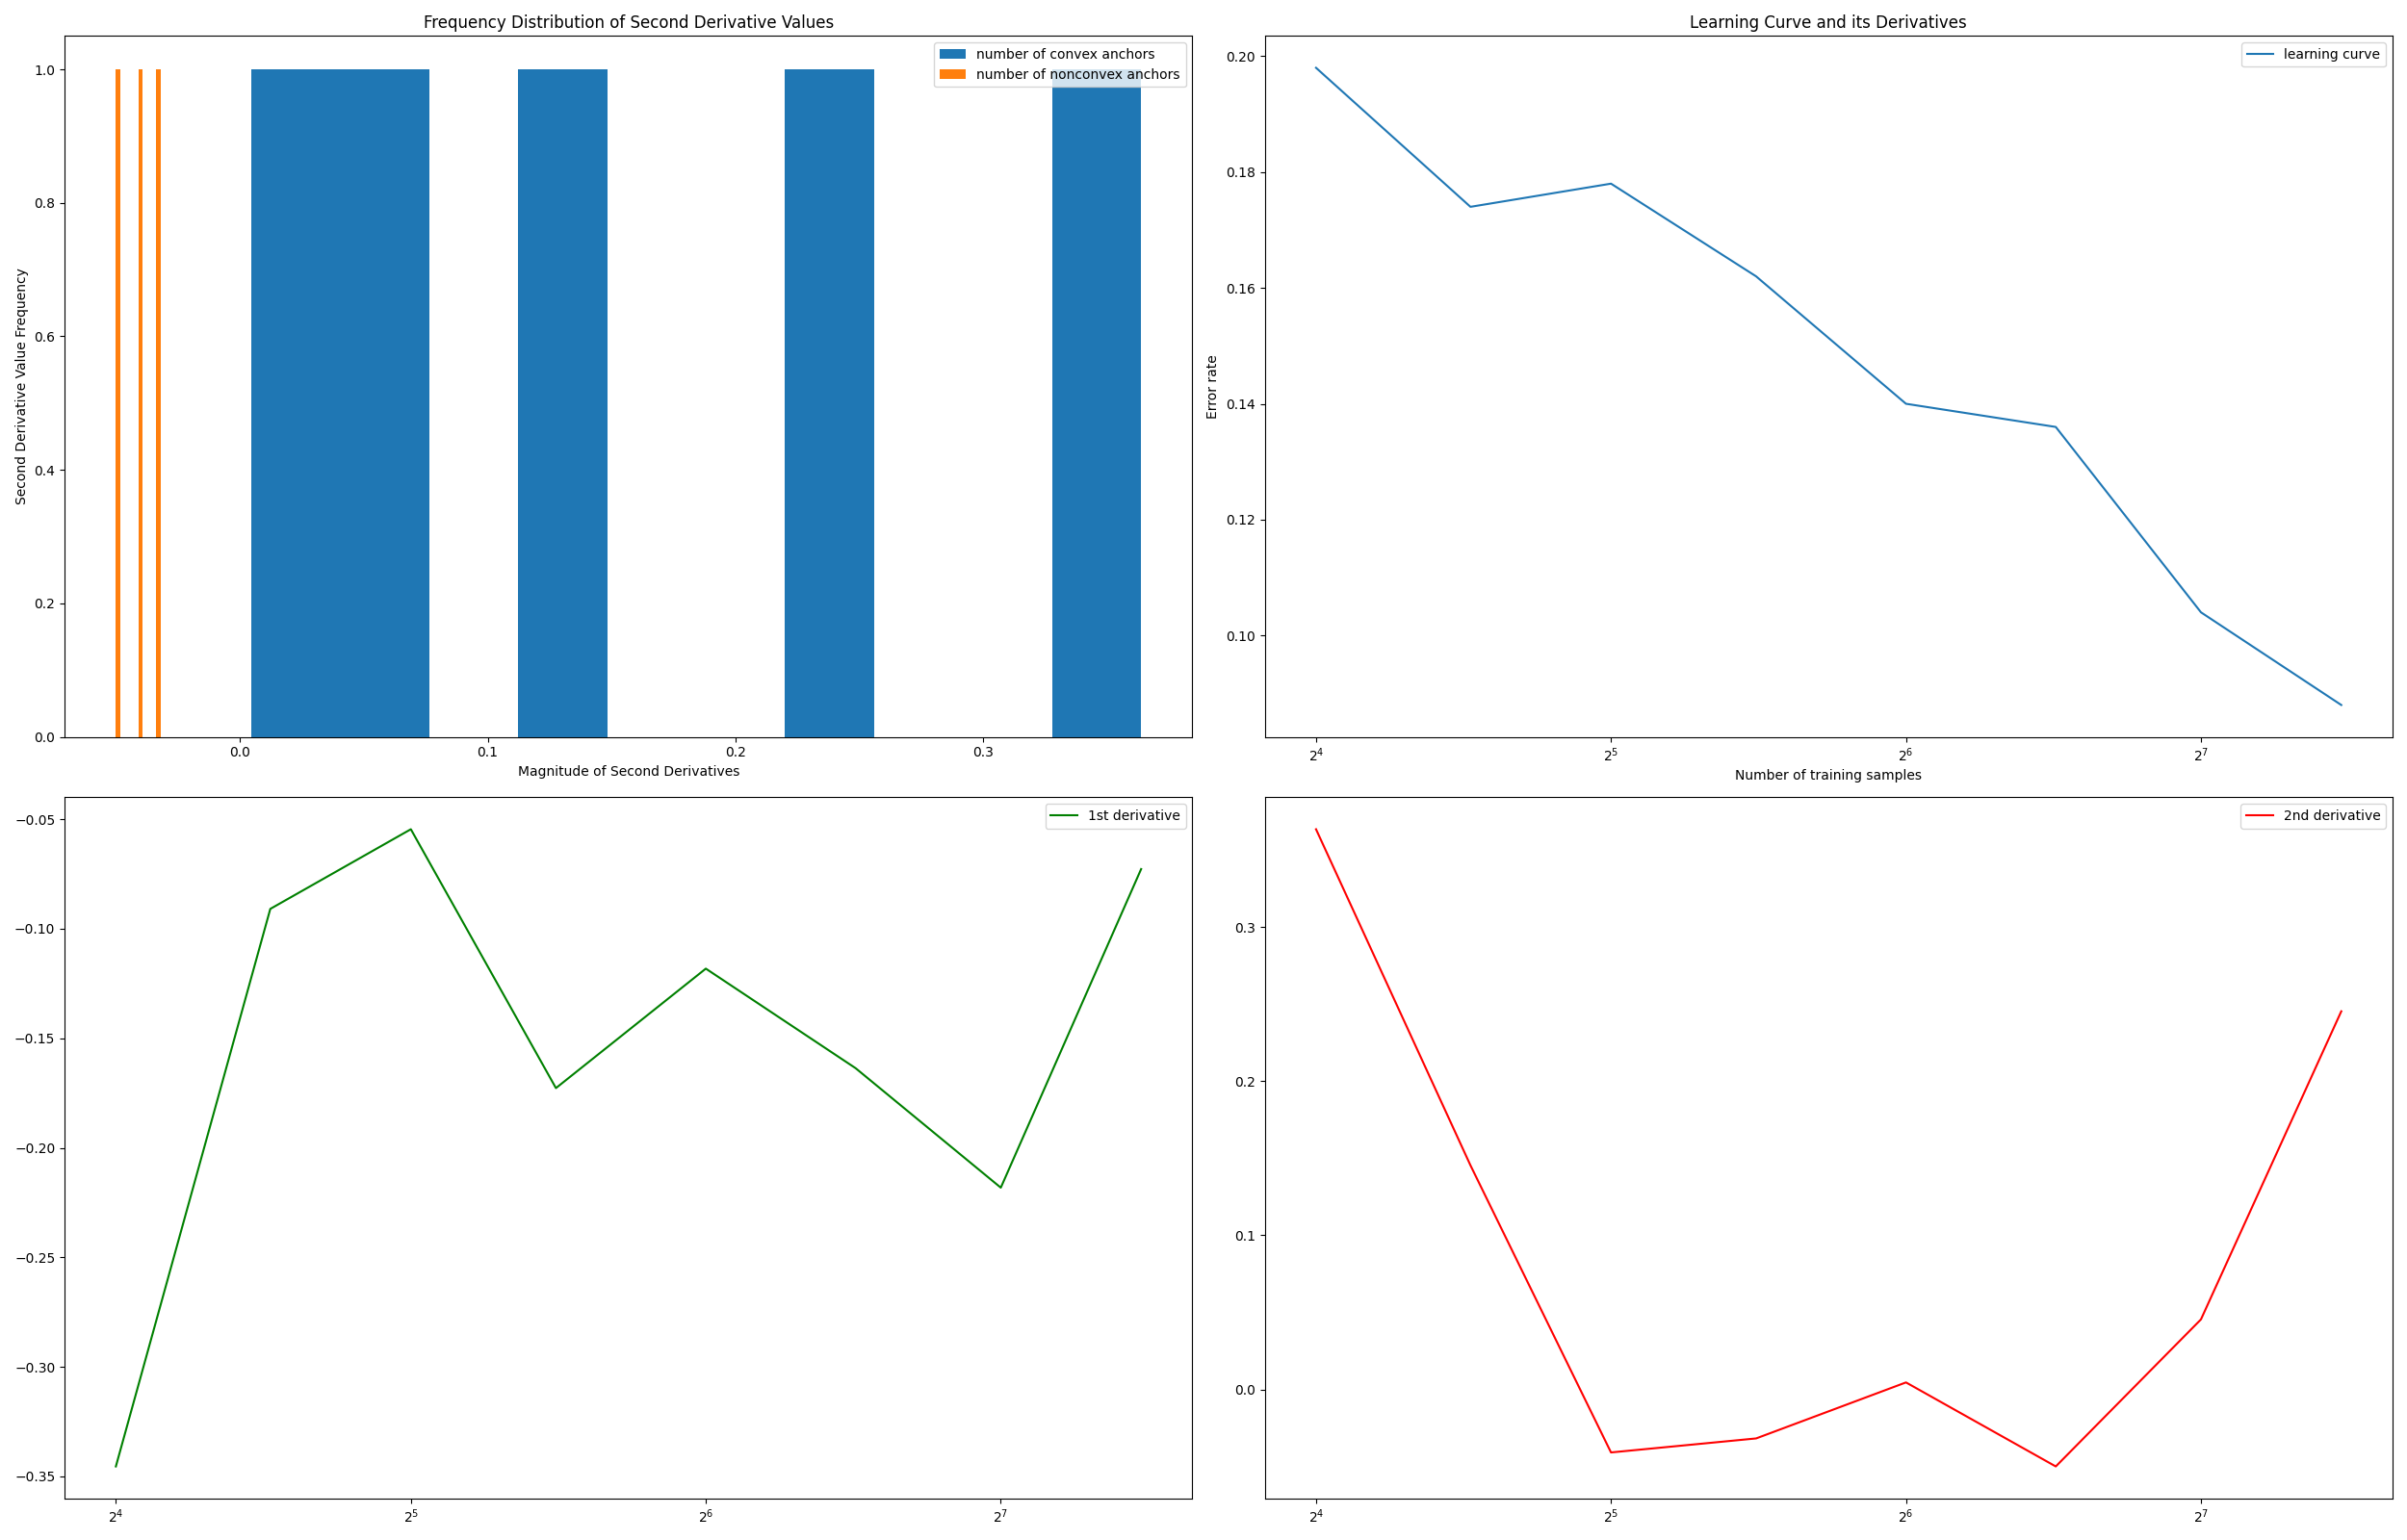 Frequency Distribution of Second Derivative Values
number of convex anchors
number of nonconvex anchors
1.0
0.8
0.6
0.4
0.2
0.0
Second Derivative Value Frequency
0.0 0.1 0.2 0.3
Magnitude of Second Derivatives
Learning Curve and its Derivatives
learning curve
0.20
0.18
0.16
0.14
0.12
0.10
Error rate
2⁴ 2⁵ 2⁶ 2⁷
Number of training samples
1st derivative
−0.05
−0.10
−0.15
−0.20
−0.25
−0.30
−0.35
2⁴ 2⁵ 2⁶ 2⁷
2nd derivative
0.3
0.2
0.1
0.0
2⁴ 2⁵ 2⁶ 2⁷